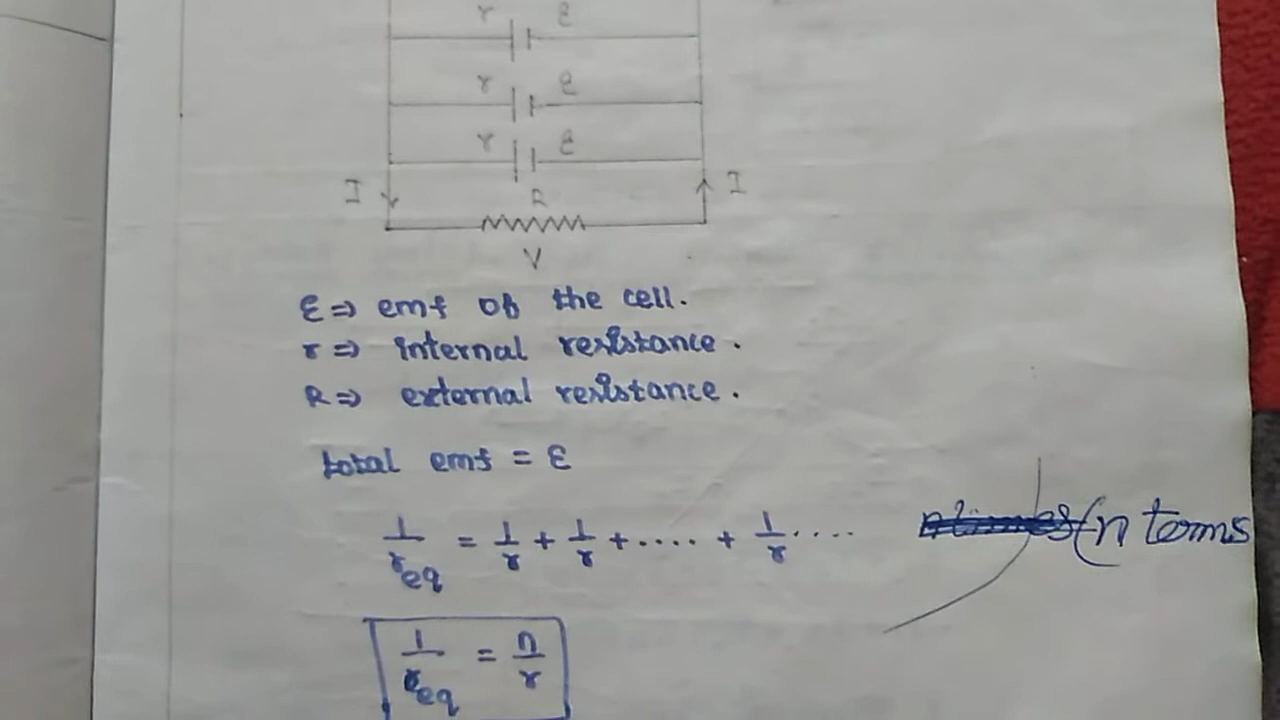 r ε
r ε
r ε
I R I
V
ε ⇒ emf of the cell.
r ⇒ internal resistance.
R ⇒ external resistance.
total emf = ε
1/r_eq = 1/r + 1/r + .... + 1/r .... (n terms
1/r_eq = n/r